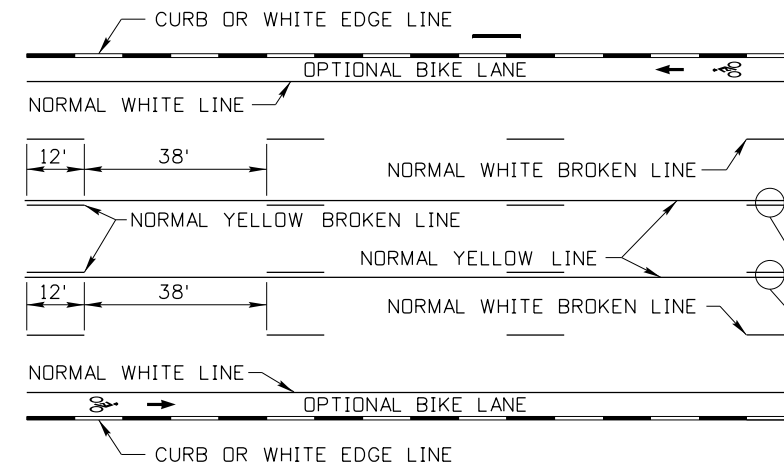 CURB OR WHITE EDGE LINE
OPTIONAL BIKE LANE
NORMAL WHITE LINE
12' 38'
NORMAL WHITE BROKEN LINE
NORMAL YELLOW BROKEN LINE
NORMAL YELLOW LINE
12' 38'
NORMAL WHITE BROKEN LINE
NORMAL WHITE LINE
OPTIONAL BIKE LANE
CURB OR WHITE EDGE LINE